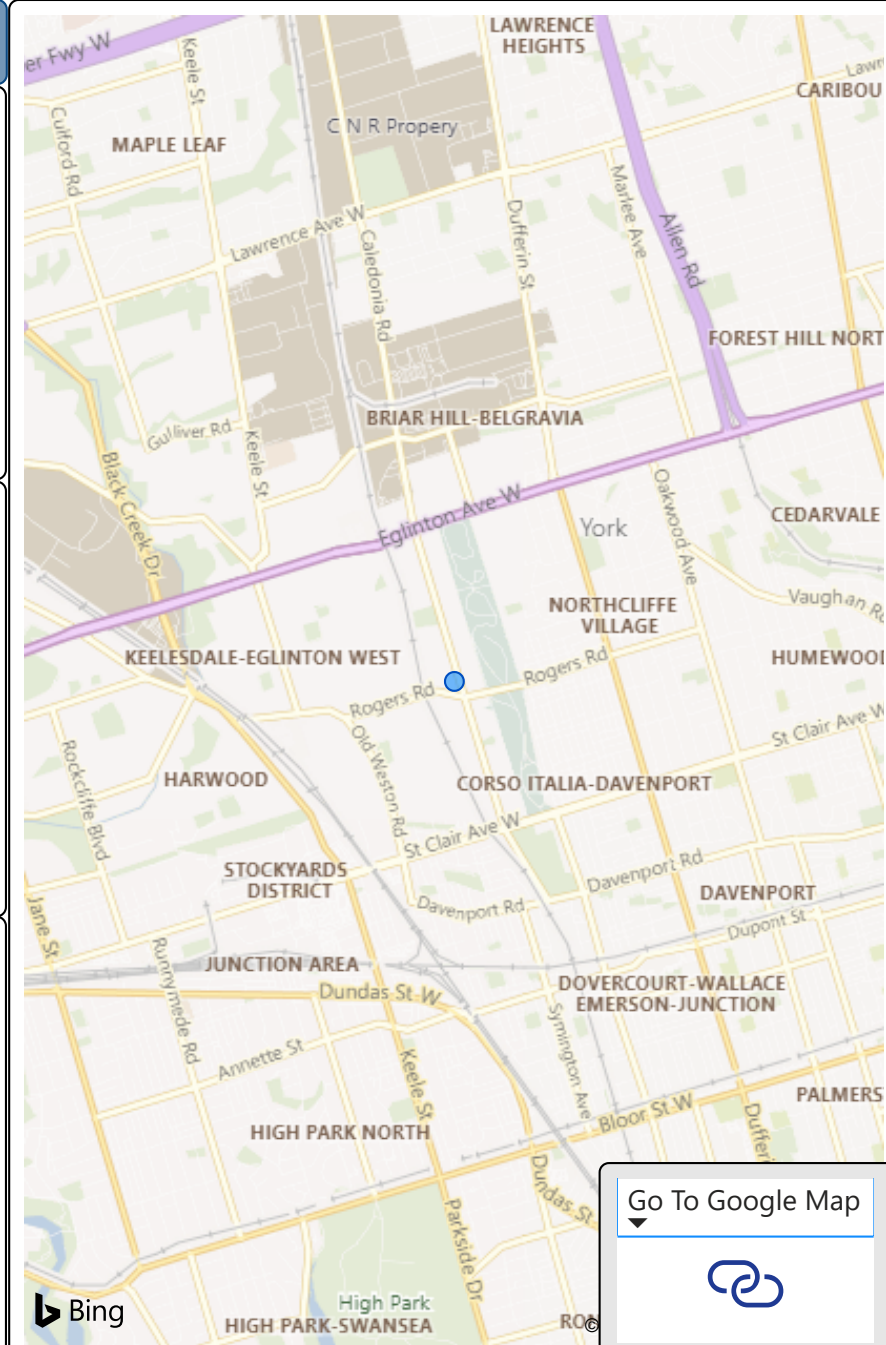 LAWRENCE
HEIGHTS
er Fwy W
Keele St
CARIBOU
Culford Rd
C N R Propery
MAPLE LEAF
Marlee Ave
Dufferin St
Allen Rd
Lawrence Ave W
Caledonia Rd
FOREST HILL NORT
BRIAR HILL-BELGRAVIA
Gulliver Rd
Keele St
Black Creek Dr
Oakwood Ave
Eglinton Ave W
York
CEDARVALE
Vaughan R
NORTHCLIFFE
VILLAGE
KEELESDALE-EGLINTON WEST
HUMEWOOD
Rogers Rd
Rogers Rd
St Clair Ave W
Old Weston Rd
Rockcliffe Blvd
HARWOOD
CORSO ITALIA-DAVENPORT
St Clair Ave W
STOCKYARDS
DISTRICT
Davenport Rd
DAVENPORT
Jane St
Davenport Rd
Dupont St
Runnymede Rd
JUNCTION AREA
DOVERCOURT-WALLACE
EMERSON-JUNCTION
Dundas St W
Symington Ave
Annette St
Keele St
PALMERS
Bloor St W
Dufferi
HIGH PARK NORTH
Dundas St
Parkside Dr
Go To Google Map
High Park
Bing
HIGH PARK-SWANSEA
RON
©